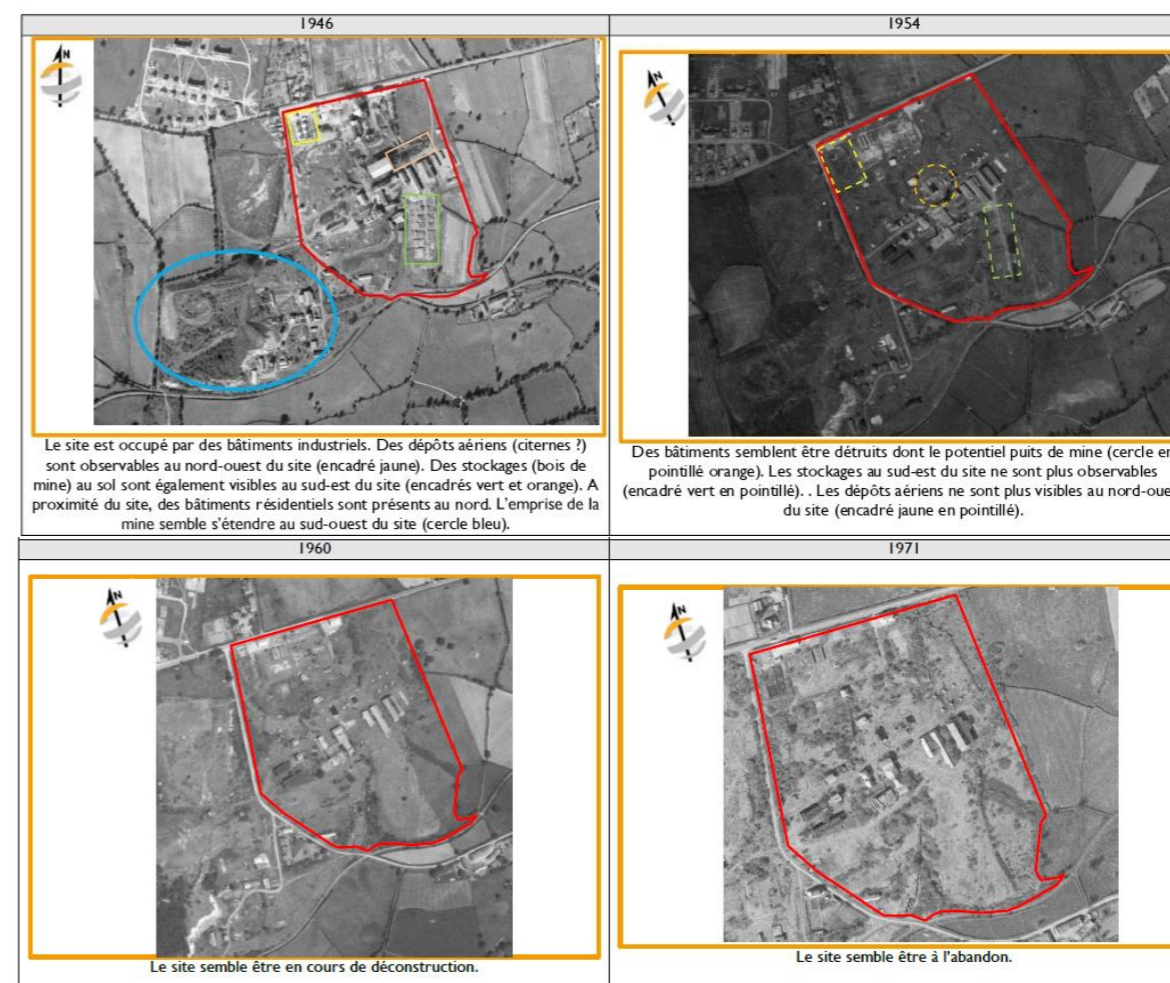 1946
N
Le site est occupé par des bâtiments industriels. Des dépôts aériens (citernes ?)
sont observables au nord-ouest du site (encadré jaune). Des stockages (bois de
mine) au sol sont également visibles au sud-est du site (encadrés vert et orange). A
proximité du site, des bâtiments résidentiels sont présents au nord. L'emprise de la
mine semble s'étendre au sud-ouest du site (cercle bleu).
1954
N
Des bâtiments semblent être détruits dont le potentiel puits de mine (cercle en
pointillé orange). Les stockages au sud-est du site ne sont plus observables
(encadré vert en pointillé). . Les dépôts aériens ne sont plus visibles au nord-oue
du site (encadré jaune en pointillé).
1960
N
Le site semble être en cours de déconstruction.
1971
N
Le site semble être à l'abandon.